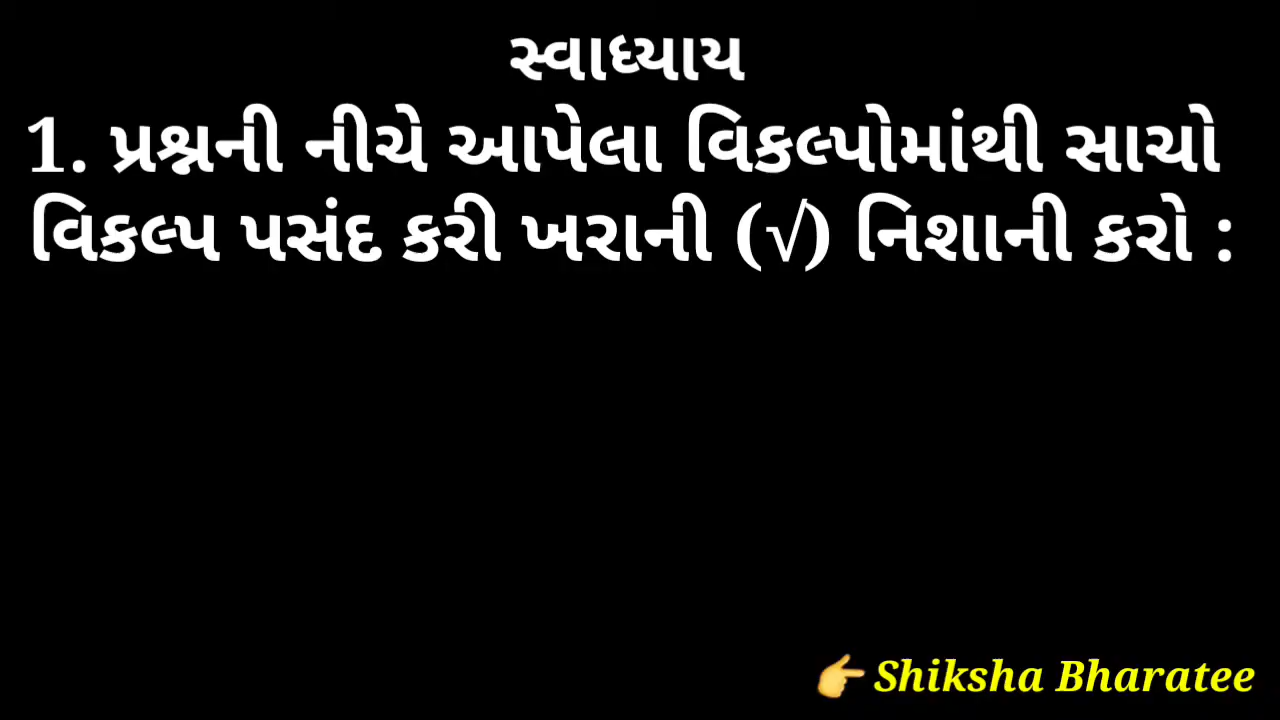 સ્વાધ્યાય
1. પ્રશ્નની નીચે આપેલા વિકલ્પોમાંથી સાચો
વિકલ્પ પસંદ કરી ખરાની (√) નિશાની કરો :
👉 Shiksha Bharatee